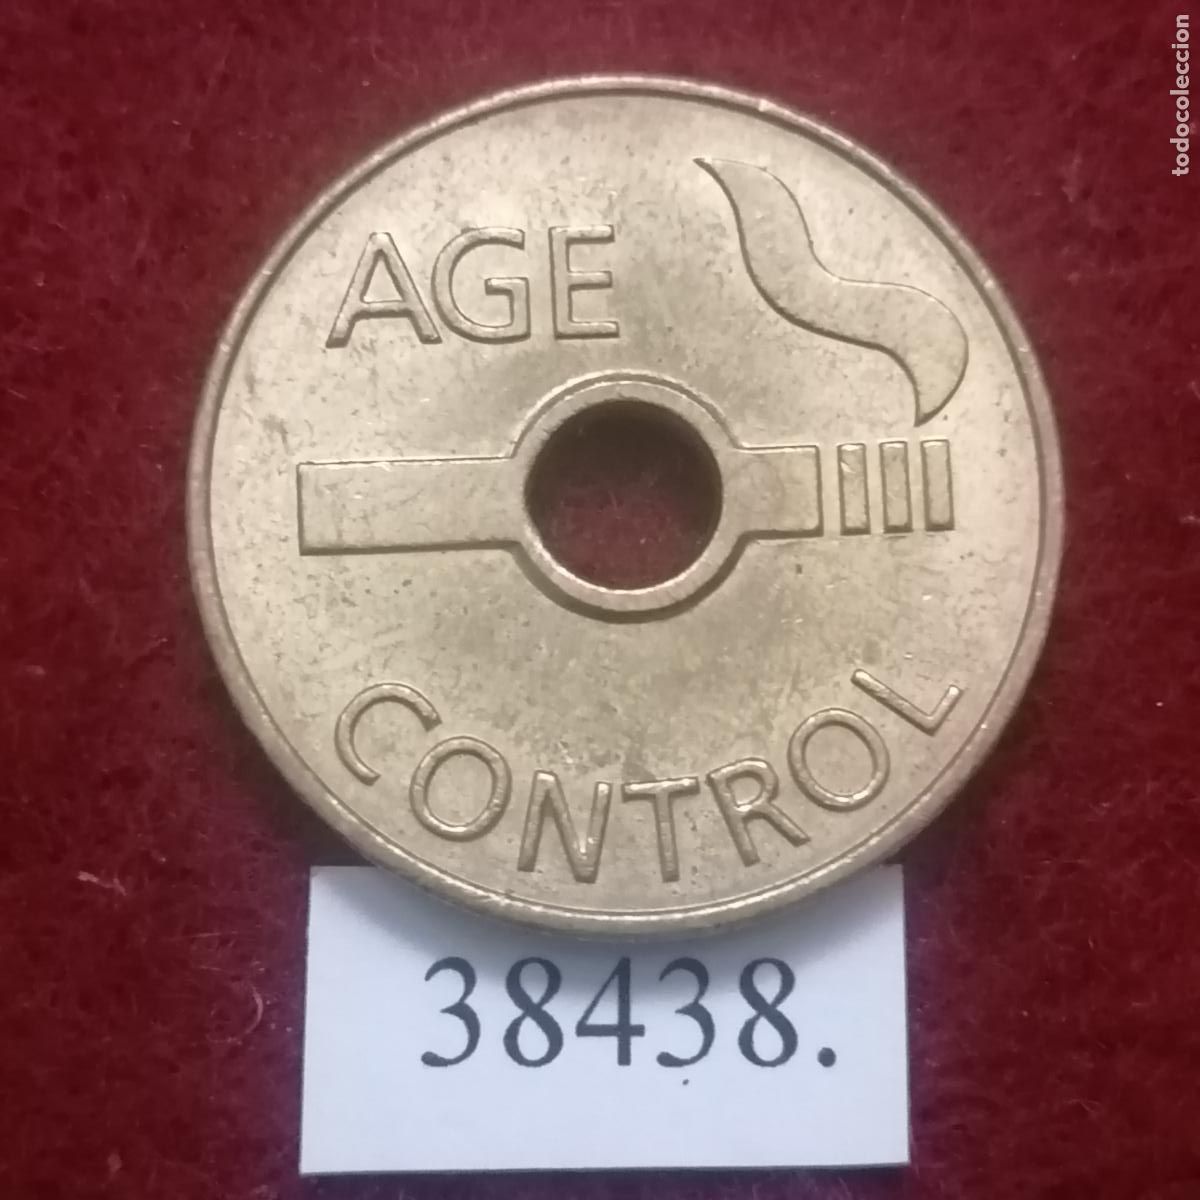 todocoleccion
AGE
CONTROL
38438.